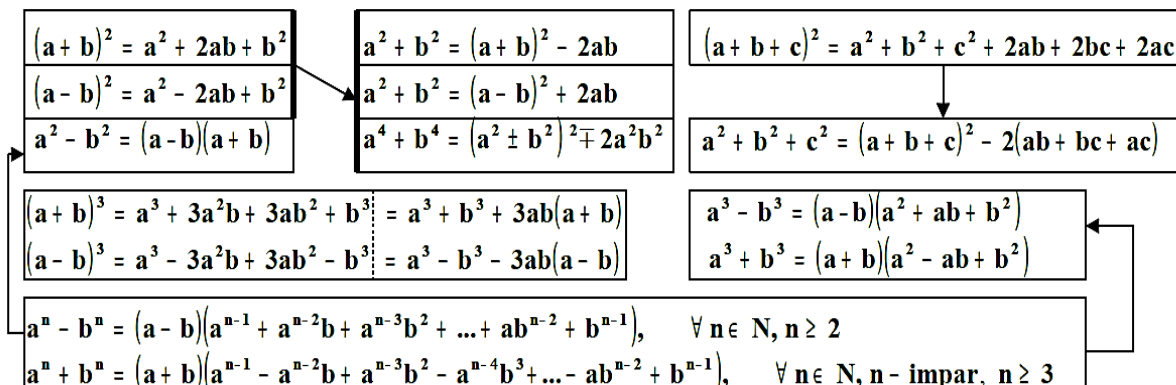 (a + b)² = a² + 2ab + b²
(a - b)² = a² - 2ab + b²
a² - b² = (a - b)(a + b)
a² + b² = (a + b)² - 2ab
a² + b² = (a - b)² + 2ab
a⁴ + b⁴ = (a² ± b²)² ∓ 2a²b²
(a + b + c)² = a² + b² + c² + 2ab + 2bc + 2ac
a² + b² + c² = (a + b + c)² - 2(ab + bc + ac)
(a + b)³ = a³ + 3a²b + 3ab² + b³ = a³ + b³ + 3ab(a + b)
(a - b)³ = a³ - 3a²b + 3ab² - b³ = a³ - b³ - 3ab(a - b)
a³ - b³ = (a - b)(a² + ab + b²)
a³ + b³ = (a + b)(a² - ab + b²)
aⁿ - bⁿ = (a - b)(aⁿ⁻¹ + aⁿ⁻²b + aⁿ⁻³b² + ... + abⁿ⁻² + bⁿ⁻¹), ∀ n ∈ N, n ≥ 2
aⁿ + bⁿ = (a + b)(aⁿ⁻¹ - aⁿ⁻²b + aⁿ⁻³b² - aⁿ⁻⁴b³ + ... - abⁿ⁻² + bⁿ⁻¹), ∀ n ∈ N, n - impar, n ≥ 3